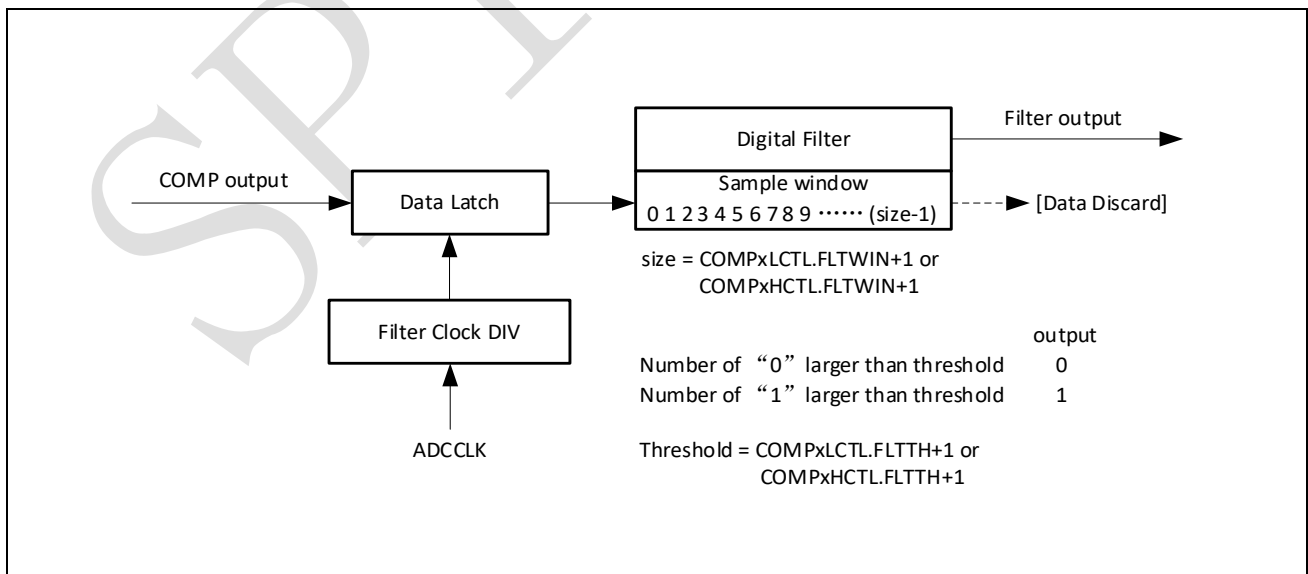 COMP output
Data Latch
Digital Filter
Filter output
Sample window
0 1 2 3 4 5 6 7 8 9 ⋯⋯ (size-1)
[Data Discard]
Filter Clock DIV
ADCCLK
size = COMPxLCTL.FLTWIN+1 or
COMPxHCTL.FLTWIN+1
output
Number of “0” larger than threshold 0
Number of “1” larger than threshold 1
Threshold = COMPxLCTL.FLTTH+1 or
COMPxHCTL.FLTTH+1